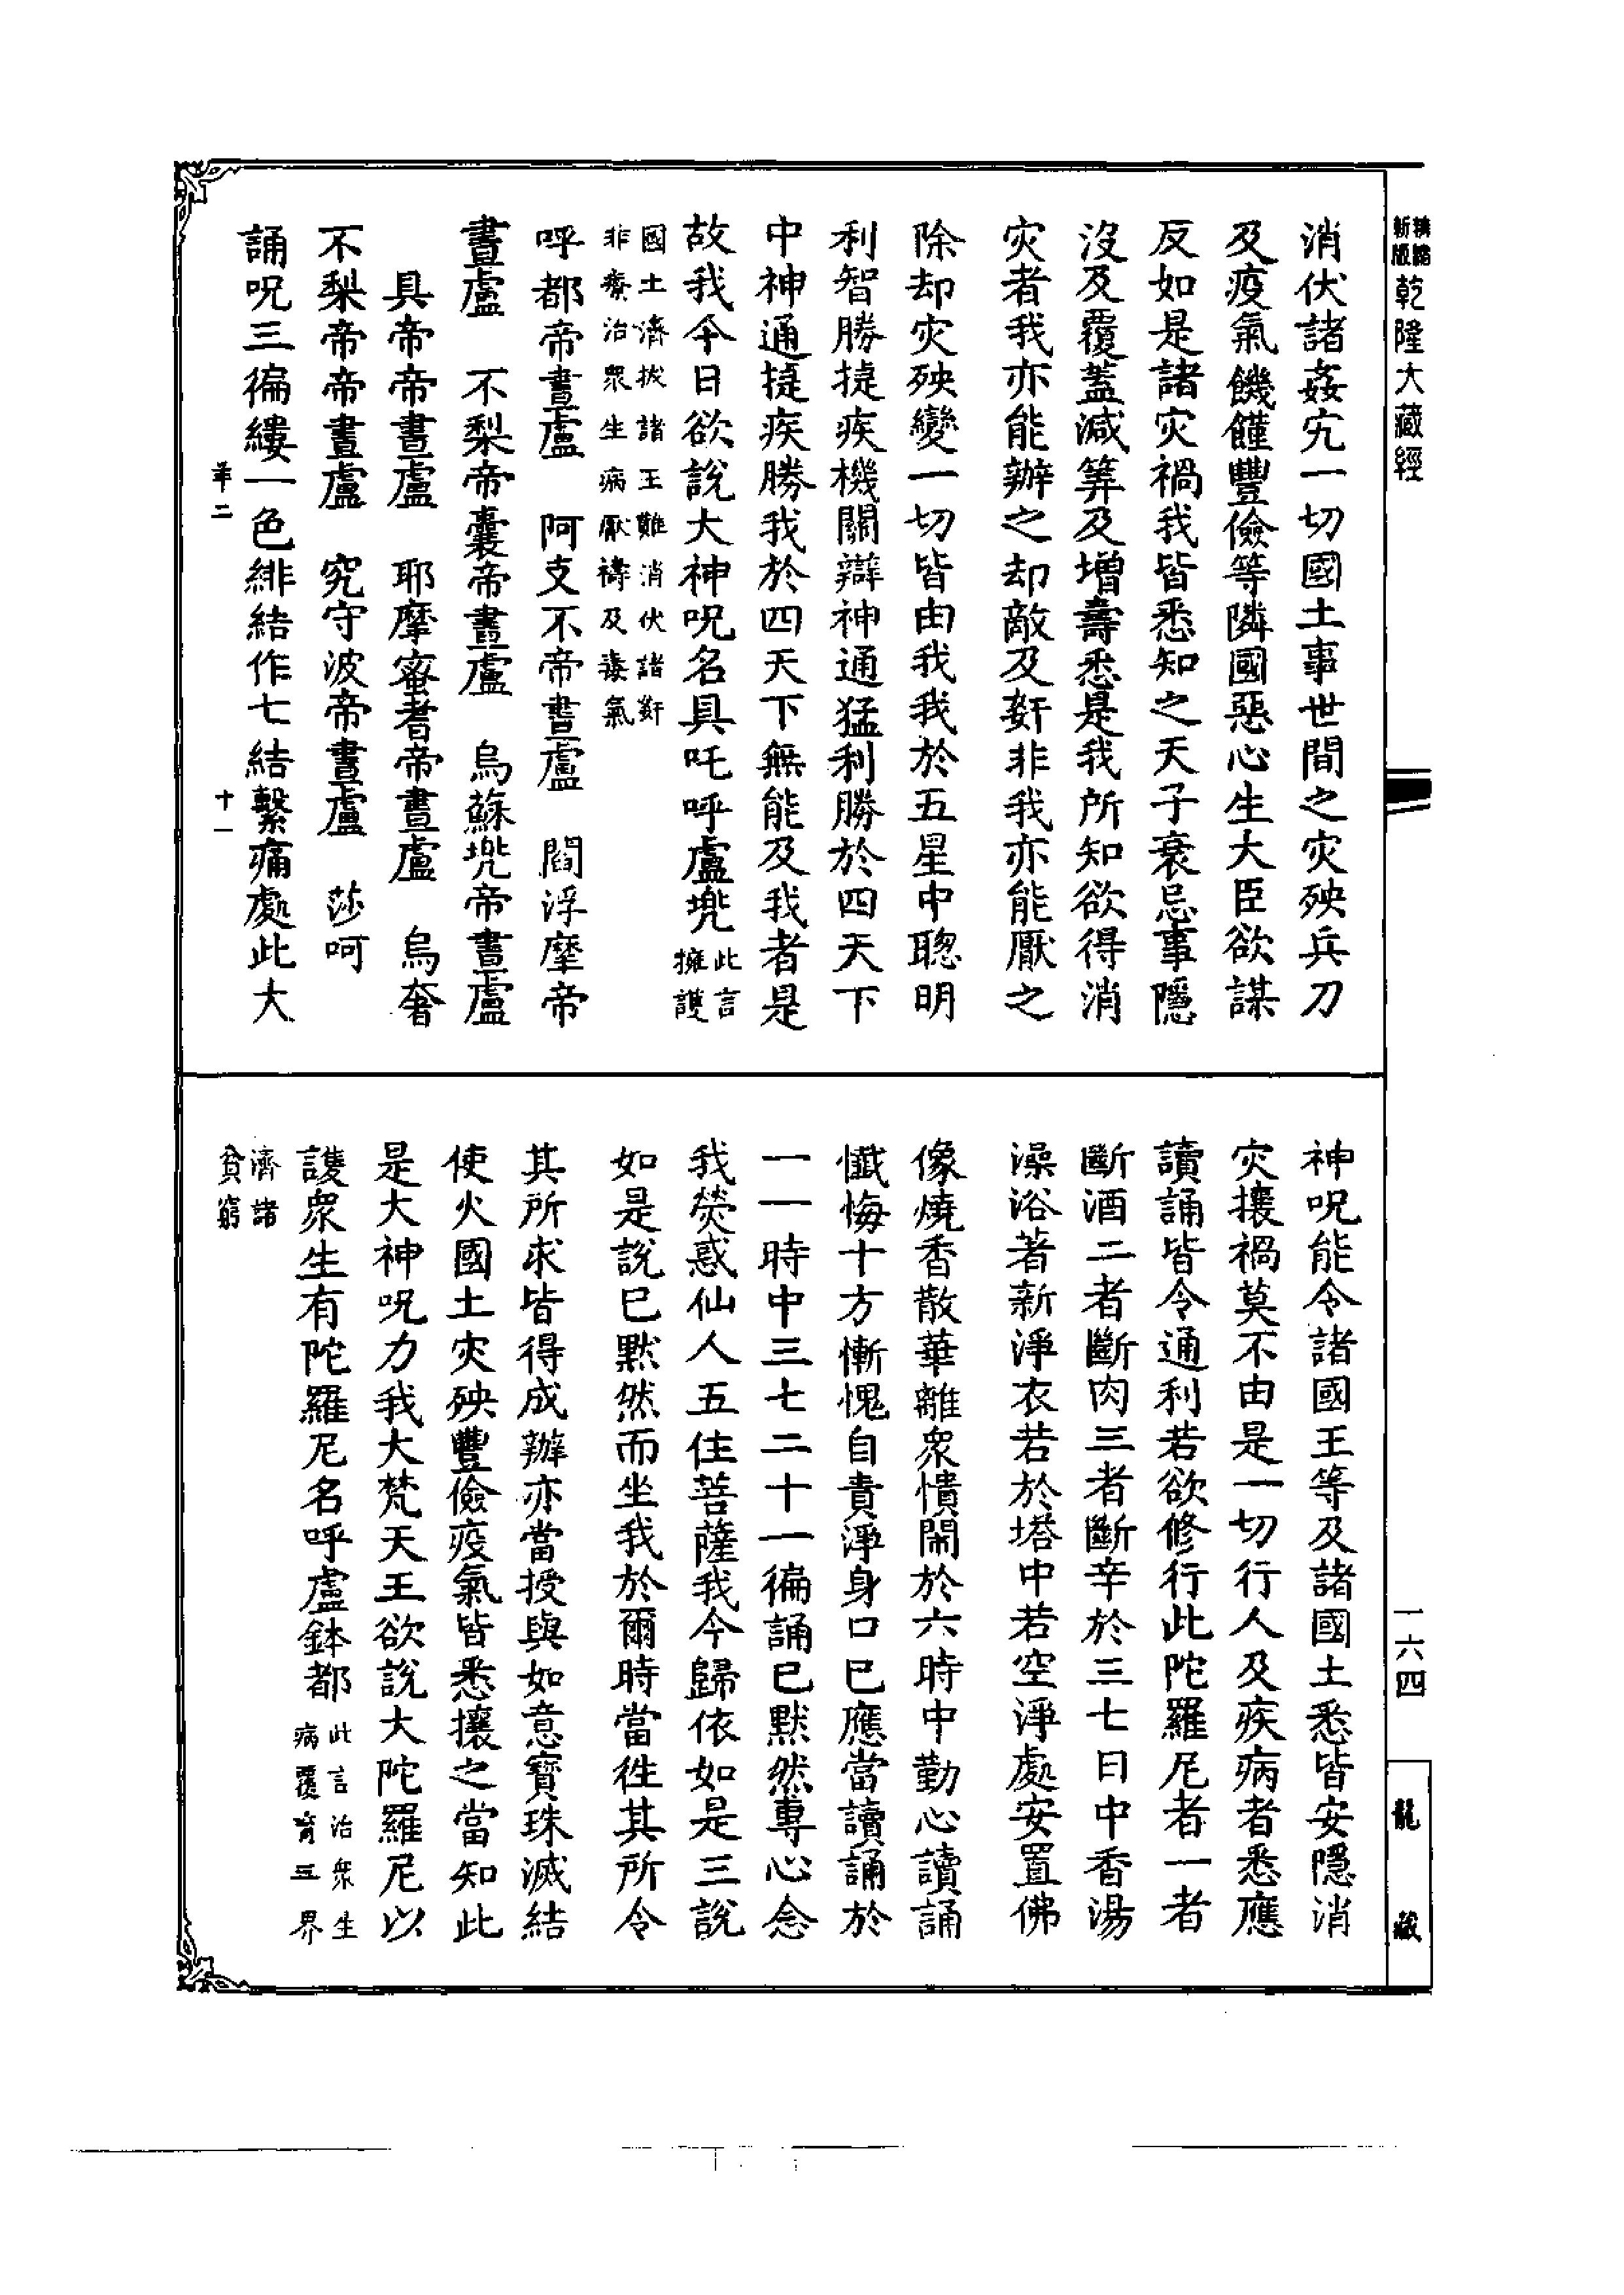 乾隆大藏經
消伏諸姦宄一切國土事世間之灾殃兵刀
及疫氣饑饉豐儉等隣國惡心生大臣欲謀
反如是諸灾禍我皆悉知之天子衰忌事隱
沒及覆蓋減筭及增壽悉是我所知欲得消
灾者我亦能辦之却敵及姧非我亦能厭之
除却灾殃變一切皆由我我於五星中聰明
利智勝揵疾機關辯神通猛利勝於四天下
中神通揵疾勝我於四天下無能及我者是
故我今日欲說大神呪名具吒呼盧兠此言擁護
國土濟拔諸王難消伏諸姧非療治眾生病厭禱及毒氣
呼都帝晝盧　阿支不帝晝盧　閻浮摩帝
晝盧　不梨帝囊帝晝盧　烏蘇兠帝晝盧
具帝帝晝盧　耶摩蜜耆帝晝盧　烏奢
不梨帝帝晝盧　究守波帝晝盧　莎呵
誦呪三徧縷一色緋結作七結繫痛處此大
十一
神呪能令諸國王等及諸國土悉皆安隱消
灾攘禍莫不由是一切行人及疾病者悉應
讀誦皆令通利若欲修行此陀羅尼者一者
斷酒二者斷肉三者斷辛於三七日中香湯
澡浴著新淨衣若於塔中若空淨處安置佛
像燒香散華離眾憒閙於六時中勤心讀誦
懺悔十方慚愧自責淨身口已應當讀誦於
一一時中三七二十一徧誦已默然專心念
我熒惑仙人五住菩薩我今歸依如是三說
如是說已默然而坐我於爾時當徃其所令
其所求皆得成辦亦當授與如意寶珠滅結
使火國土灾殃豐儉疫氣皆悉攘之當知此
是大神呪力我大梵天王欲說大陀羅尼以
護眾生有陀羅尼名呼盧鉢都此言治眾生病覆育三界
濟諸貧窮
一六四
龍藏